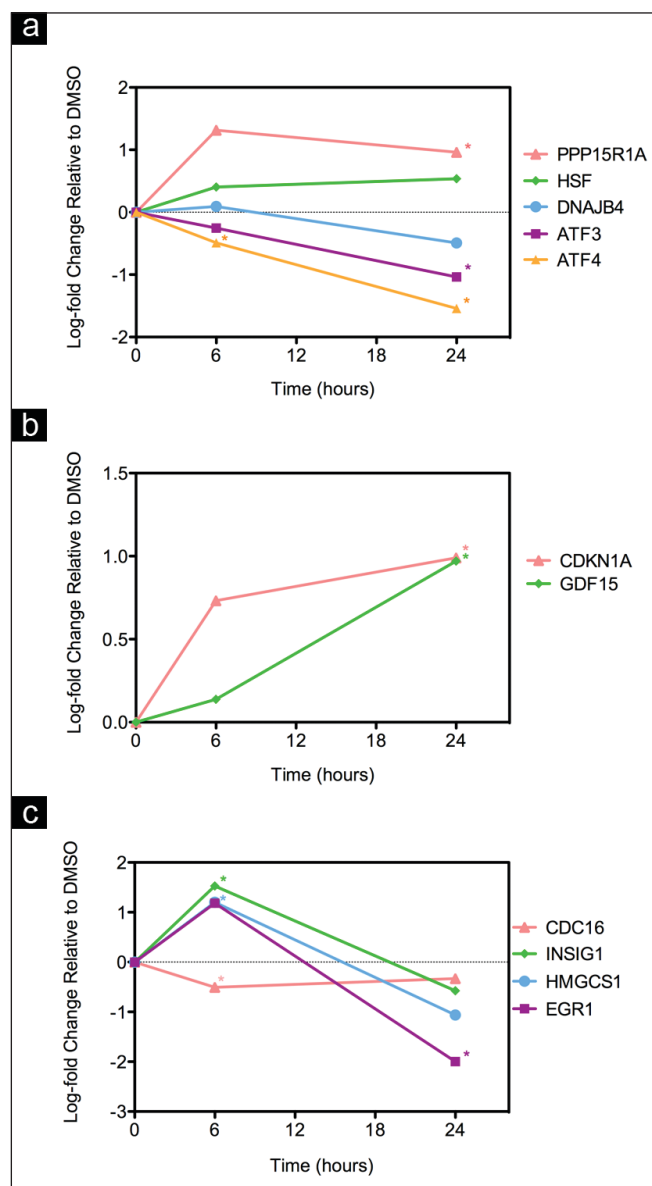 a
Log-fold Change Relative to DMSO
2
1
0
-1
-2
0 6 12 18 24
Time (hours)
PPP15R1A
HSF
DNAJB4
ATF3
ATF4
*
*
*
*
b
Log-fold Change Relative to DMSO
1.5
1.0
0.5
0.0
0 6 12 18 24
Time (hours)
CDKN1A
GDF15
*
*
c
Log-fold Change Relative to DMSO
2
1
0
-1
-2
-3
0 6 12 18 24
Time (hours)
CDC16
INSIG1
HMGCS1
EGR1
*
*
*
*